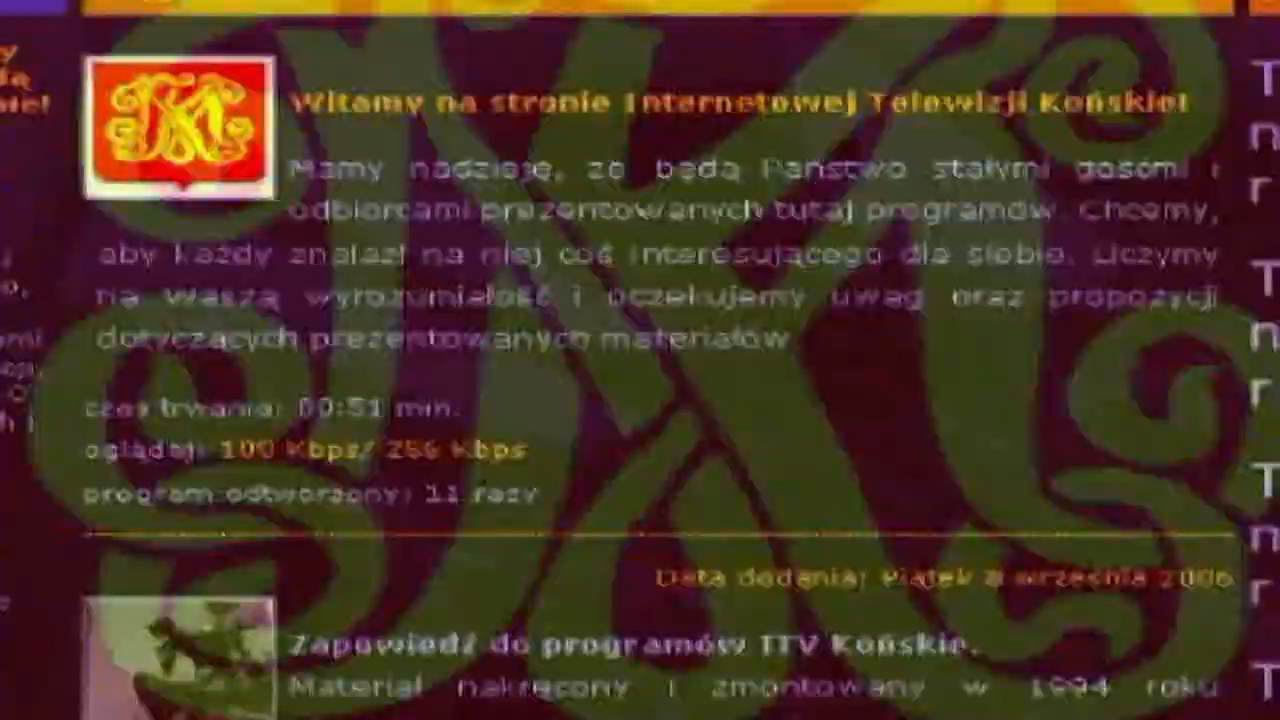 Witamy na stronie Internetowej Telewizji Końskie!
Mamy nadzieję, ze będą Państwo stałymi gośćmi i
odbiorcami prezentowanych tutaj programów. Chcemy,
aby każdy znalazł na niej coś interesującego dla siebie. Liczymy
na Waszą wyrozumiałość i oczekujemy uwag oraz propozycji
dotyczących prezentowanych materiałów
czas trwania: 00:51 min.
oglądaj: 100 Kbps/ 256 Kbps
program odtworzony: 11 razy
Data dodania: Piątek 8 września 2006
Zapowiedź do programów ITV Końskie.
Materiał nakręcony i zmontowany w 1994 roku